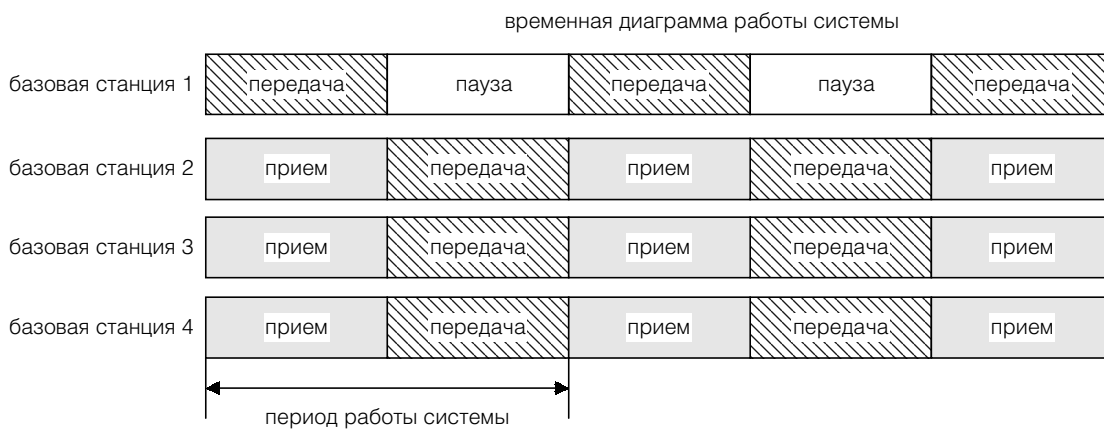 временная диаграмма работы системы
базовая станция 1 передача пауза передача пауза передача
базовая станция 2 прием передача прием передача прием
базовая станция 3 прием передача прием передача прием
базовая станция 4 прием передача прием передача прием
период работы системы